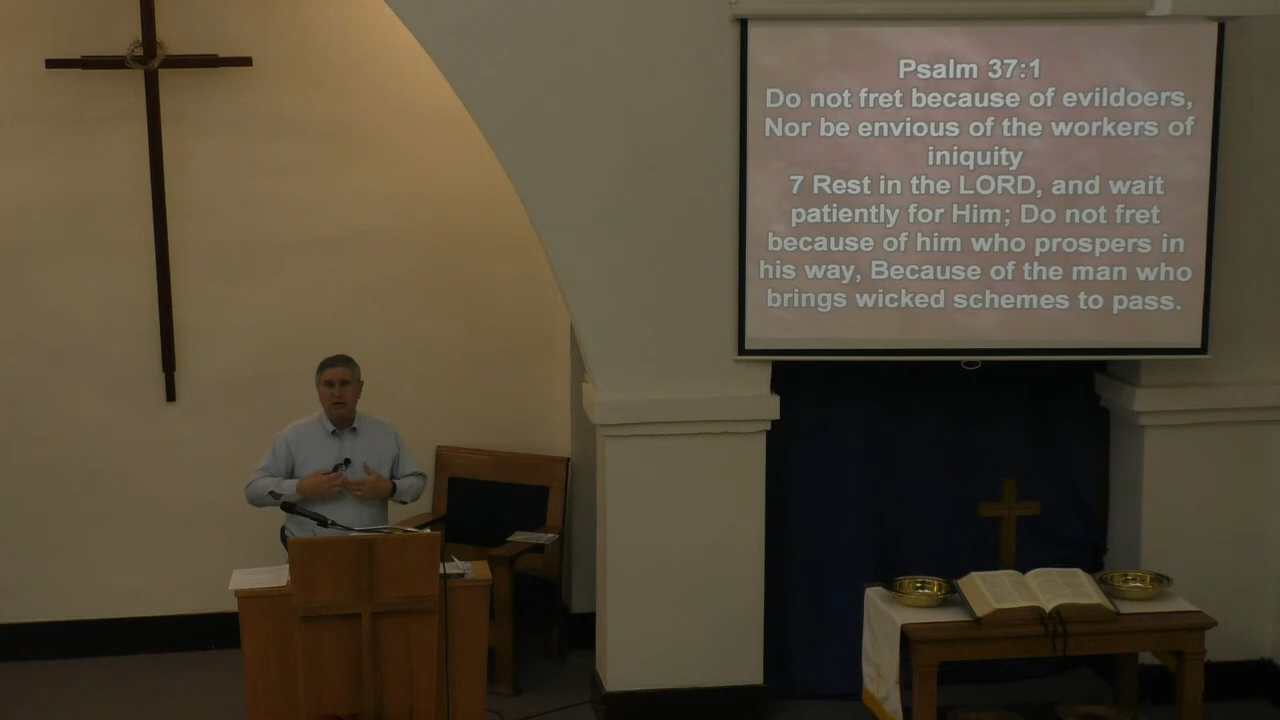 Psalm 37:1
Do not fret because of evildoers,
Nor be envious of the workers of
iniquity
7 Rest in the LORD, and wait
patiently for Him; Do not fret
because of him who prospers in
his way, Because of the man who
brings wicked schemes to pass.